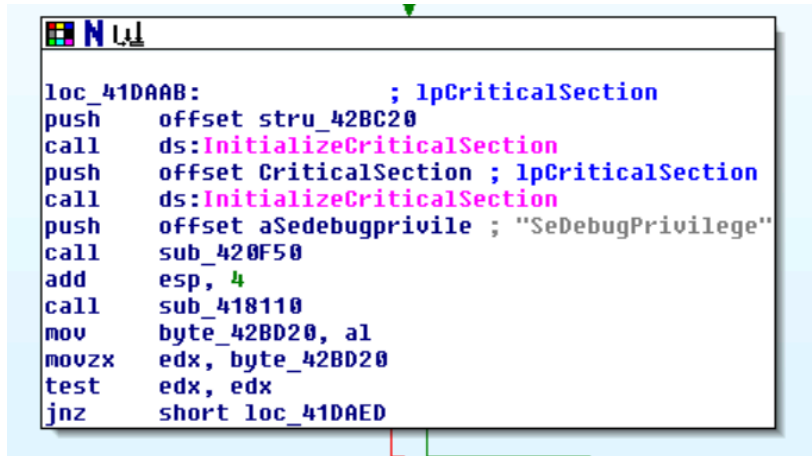 N
loc_41DAAB: ; lpCriticalSection
push offset stru_42BC20
call ds:InitializeCriticalSection
push offset CriticalSection ; lpCriticalSection
call ds:InitializeCriticalSection
push offset aSedebugprivile ; "SeDebugPrivilege"
call sub_420F50
add esp, 4
call sub_418110
mov byte_42BD20, al
movzx edx, byte_42BD20
test edx, edx
jnz short loc_41DAED